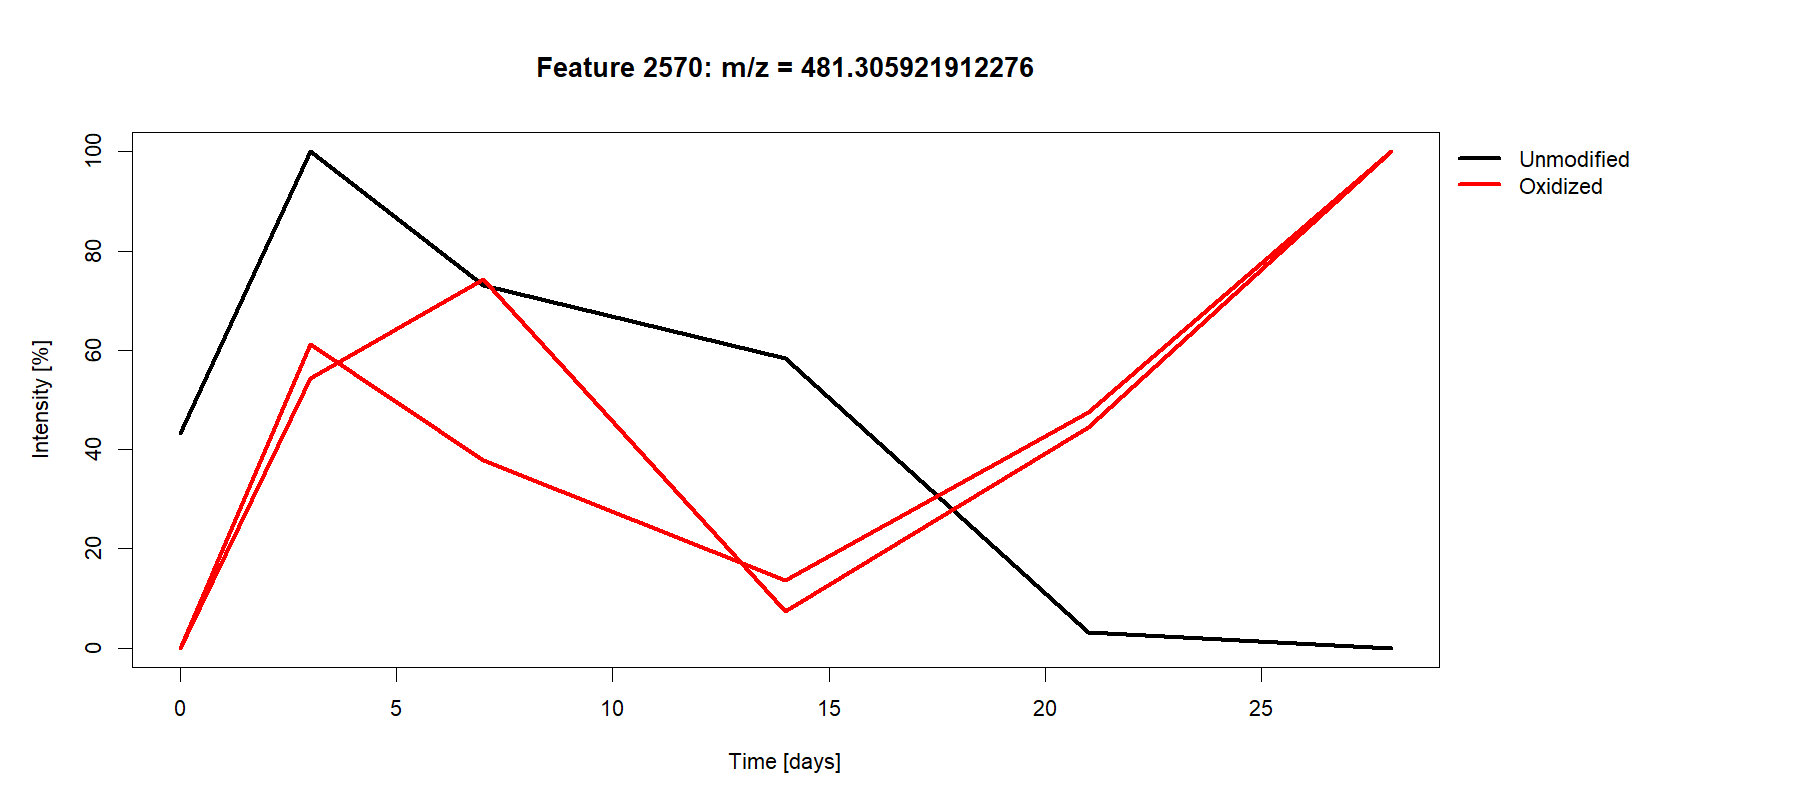 Feature 2570: m/z = 481.305921912276
Unmodified
Oxidized
Intensity [%]
100
80
60
40
20
0
0 5 10 15 20 25
Time [days]